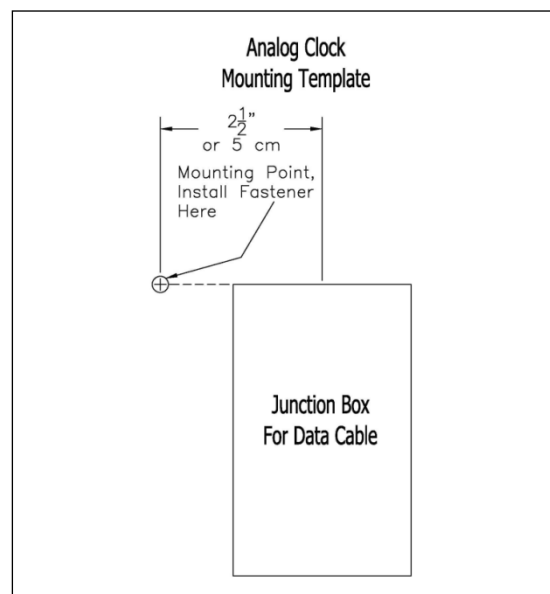 Analog Clock
Mounting Template
2½"
or 5 cm
Mounting Point,
Install Fastener
Here
Junction Box
For Data Cable